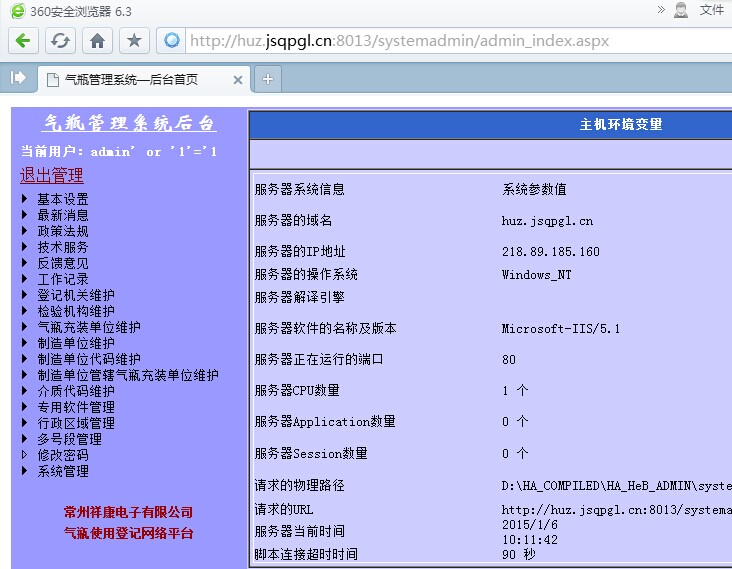 360安全浏览器 6.3
» 文件
http://huz.jsqpgl.cn:8013/systemadmin/admin_index.aspx
气瓶管理系统—后台首页
气瓶管理系统后台
当前用户：admin' or '1'='1
退出管理
基本设置
最新消息
政策法规
技术服务
反馈意见
工作记录
登记机关维护
检验机构维护
气瓶充装单位维护
制造单位维护
制造单位代码维护
制造单位管辖气瓶充装单位维护
介质代码维护
专用软件管理
行政区域管理
多号段管理
修改密码
系统管理
常州祥康电子有限公司
气瓶使用登记网络平台
主机环境变量
服务器系统信息 系统参数值
服务器的域名 huz.jsqpgl.cn
服务器的IP地址 218.89.185.160
服务器的操作系统 Windows_NT
服务器解译引擎
服务器软件的名称及版本 Microsoft-IIS/5.1
服务器正在运行的端口 80
服务器CPU数量 1 个
服务器Application数量 0 个
服务器Session数量 0 个
请求的物理路径 D:\HA_COMPILED\HA_HeB_ADMIN\syste
请求的URL http://huz.jsqpgl.cn:8013/systema
服务器当前时间 2015/1/6
10:11:42
脚本连接超时时间 90 秒